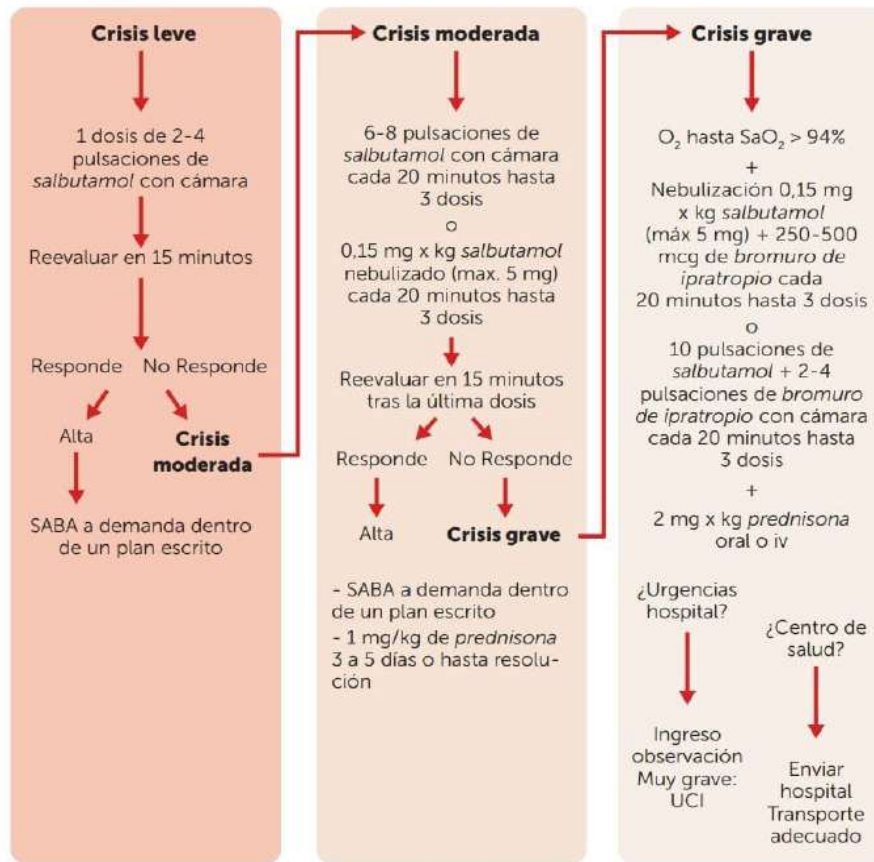 Crisis leve
1 dosis de 2-4
pulsaciones de
salbutamol con cámara
Reevaluar en 15 minutos
Responde
No Responde
Alta
Crisis
moderada
SABA a demanda dentro
de un plan escrito
Crisis moderada
6-8 pulsaciones de
salbutamol con cámara
cada 20 minutos hasta
3 dosis
o
0,15 mg x kg salbutamol
nebulizado (max. 5 mg)
cada 20 minutos hasta
3 dosis
Reevaluar en 15 minutos
tras la última dosis
Responde
No Responde
Alta
Crisis grave
- SABA a demanda dentro
de un plan escrito
- 1 mg/kg de prednisona
3 a 5 días o hasta resolu-
ción
Crisis grave
O₂ hasta SaO₂ > 94%
+
Nebulización 0,15 mg
x kg salbutamol
(máx 5 mg) + 250-500
mcg de bromuro de
ipratropio cada
20 minutos hasta 3 dosis
o
10 pulsaciones de
salbutamol + 2-4
pulsaciones de bromuro
de ipratropio con cámara
cada 20 minutos hasta
3 dosis
+
2 mg x kg prednisona
oral o iv
¿Urgencias
hospital?
Ingreso
observación
Muy grave:
UCI
¿Centro de
salud?
Enviar
hospital
Transporte
adecuado